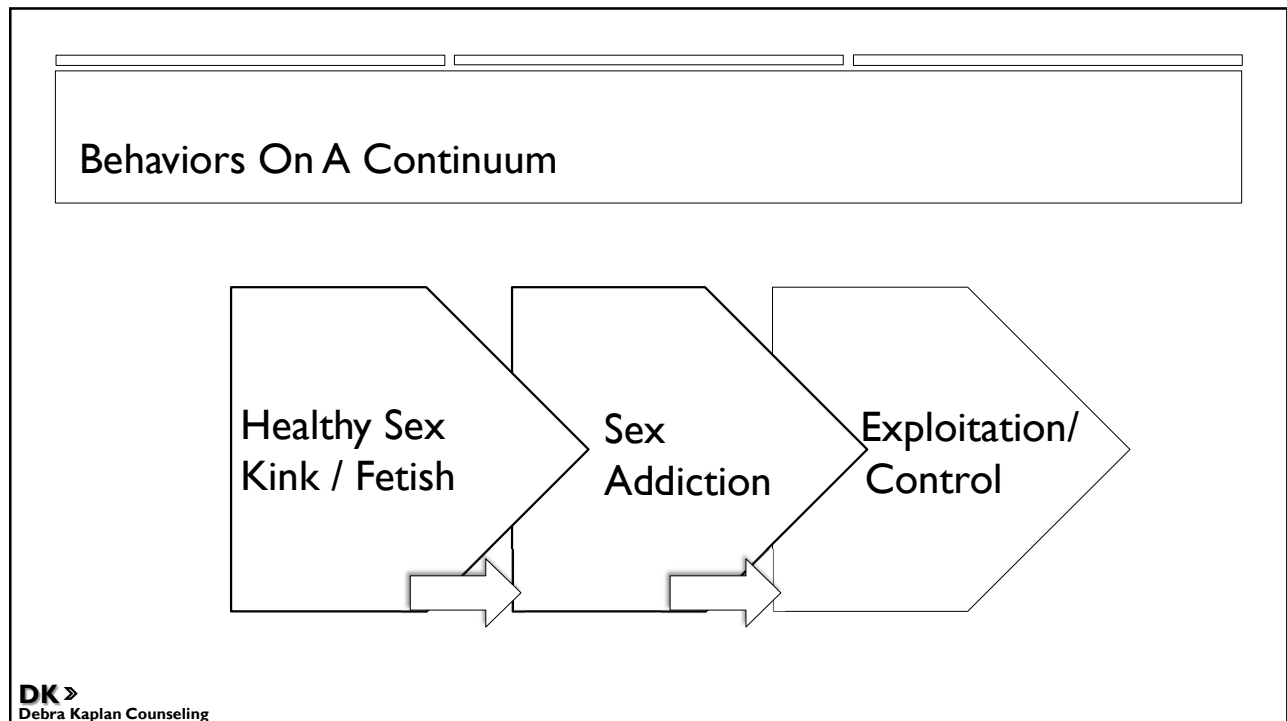 Behaviors On A Continuum
Healthy Sex
Kink / Fetish
Sex
Addiction
Exploitation/
Control
DK »
Debra Kaplan Counseling